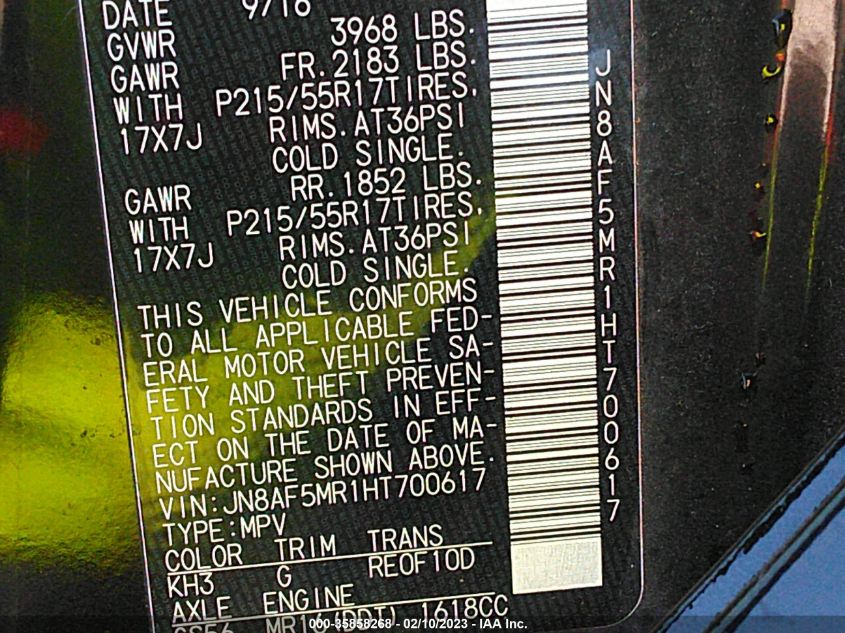 DATE 9/16
GVWR 3968 LBS.
GAWR FR. 2183 LBS.
WITH P215/55R17TIRES.
17X7J RIMS. AT36PSI
COLD SINGLE.
GAWR RR. 1852 LBS.
WITH P215/55R17TIRES.
17X7J RIMS. AT36PSI
COLD SINGLE.
THIS VEHICLE CONFORMS
TO ALL APPLICABLE FED-
ERAL MOTOR VEHICLE SA-
FETY AND THEFT PREVEN-
TION STANDARDS IN EFF-
ECT ON THE DATE OF MA-
NUFACTURE SHOWN ABOVE.
VIN:JN8AF5MR1HT700617
TYPE:MPV
COLOR TRIM TRANS
KH3 G RE0F10D
AXLE ENGINE
GF56 MR16(DDT) 1618CC
JN8AF5MR1HT700617
000-35858268 - 02/10/2023 - IAA Inc.